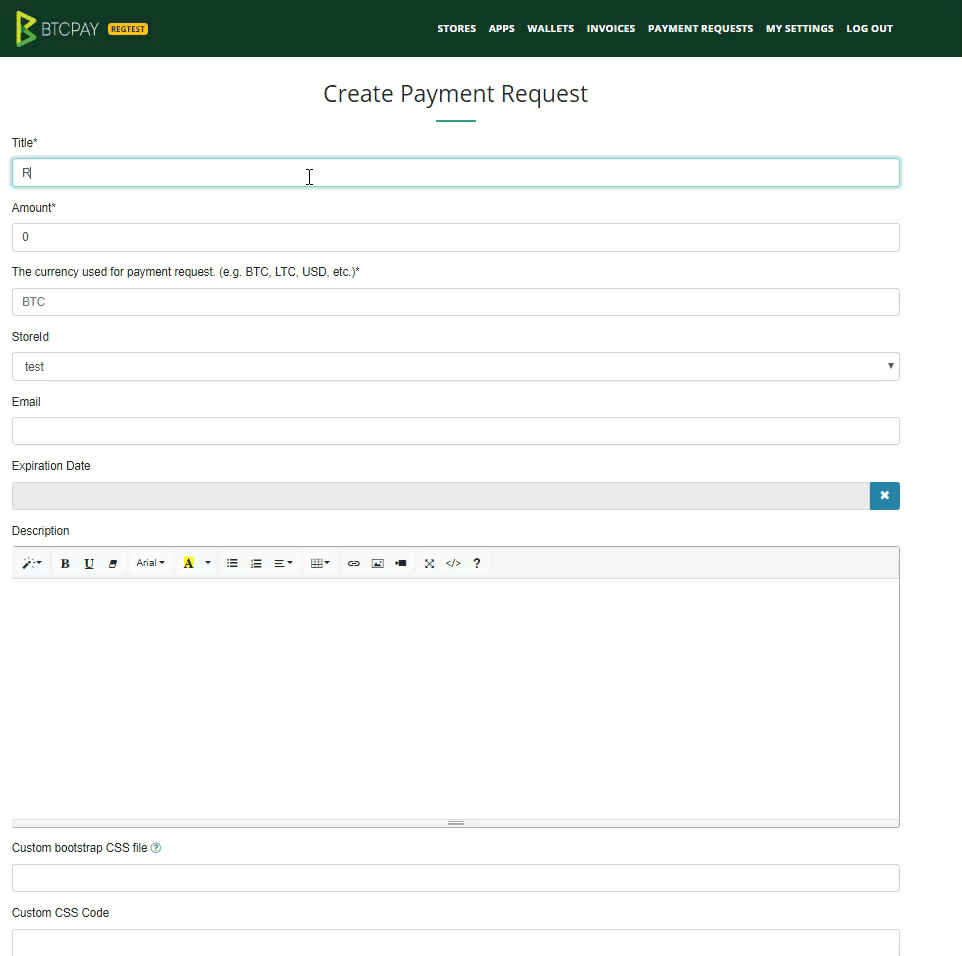 BTCPAY REGTEST STORES APPS WALLETS INVOICES PAYMENT REQUESTS MY SETTINGS LOG OUT
Create Payment Request
Title*
R
Amount*
0
The currency used for payment request. (e.g. BTC, LTC, USD, etc.)*
BTC
StoreId
test
Email
Expiration Date
Description
B U Arial A </> ?
Custom bootstrap CSS file ?
Custom CSS Code